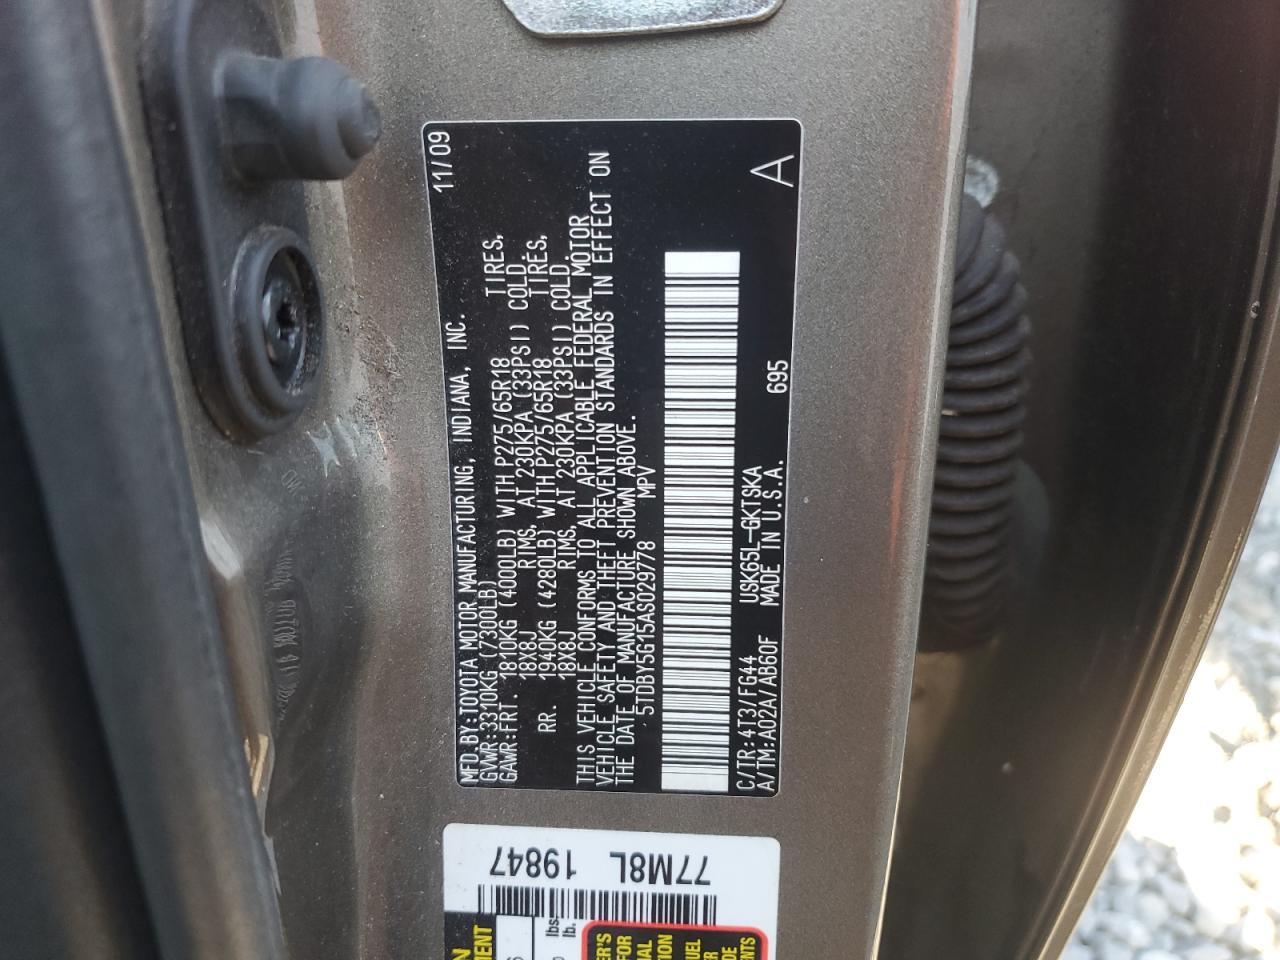 MFD.BY:TOYOTA MOTOR MANUFACTURING, INDIANA, INC. 11/09
GVWR:3310KG (7300LB)
GAWR:FRT. 1810KG (4000LB) WITH P275/65R18 TIRES,
18X8J RIMS, AT 230KPA (33PSI) COLD.
RR. 1940KG (4280LB) WITH P275/65R18 TIRES,
18X8J RIMS, AT 230KPA (33PSI) COLD.
THIS VEHICLE CONFORMS TO ALL APPLICABLE FEDERAL MOTOR
VEHICLE SAFETY AND THEFT PREVENTION STANDARDS IN EFFECT ON
THE DATE OF MANUFACTURE SHOWN ABOVE.
5TDBY5G15AS029778 MPV
C/TR:4T3/FG44 USK65L-GKTSKA 695 A
A/TM:A02A/AB60F MADE IN U.S.A.
19847
77M8L
lbs.
lb.